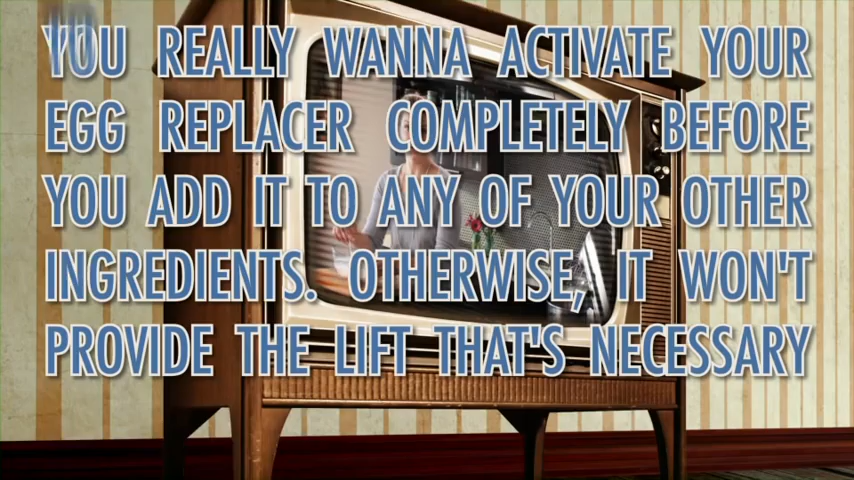 YOU REALLY WANNA ACTIVATE YOUR
EGG REPLACER COMPLETELY BEFORE
YOU ADD IT TO ANY OF YOUR OTHER
INGREDIENTS. OTHERWISE, IT WON'T
PROVIDE THE LIFT THAT'S NECESSARY